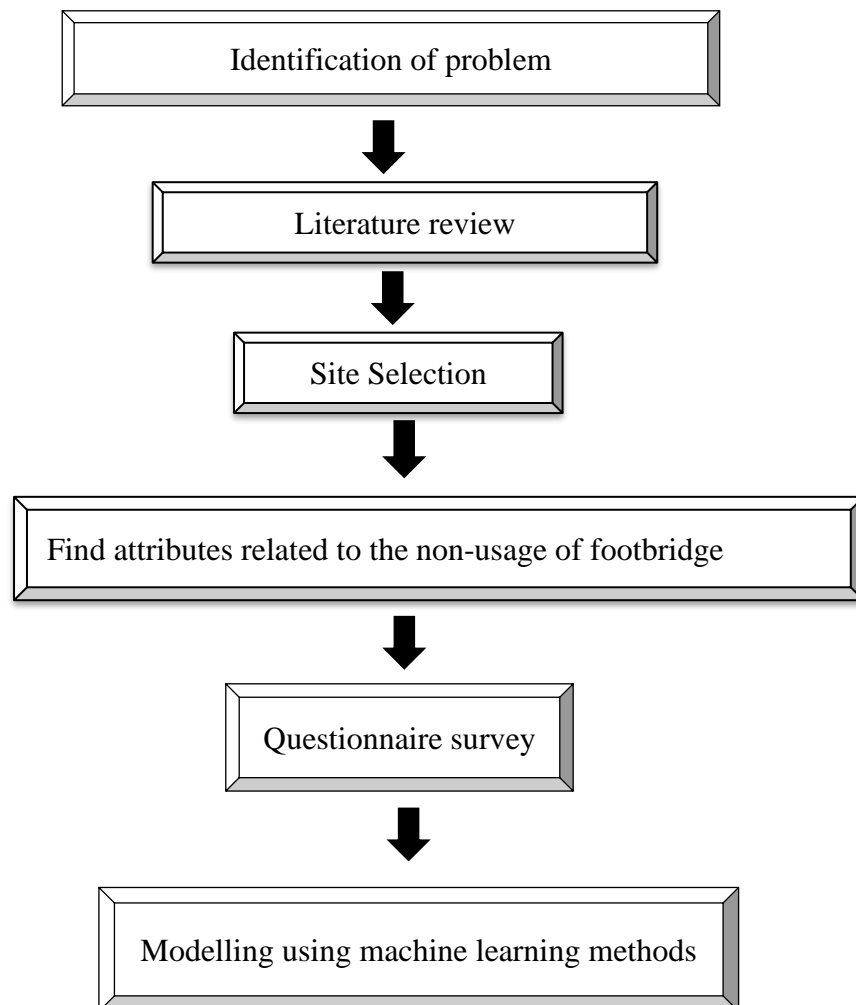 Identification of problem
Literature review
Site Selection
Find attributes related to the non-usage of footbridge
Questionnaire survey
Modelling using machine learning methods